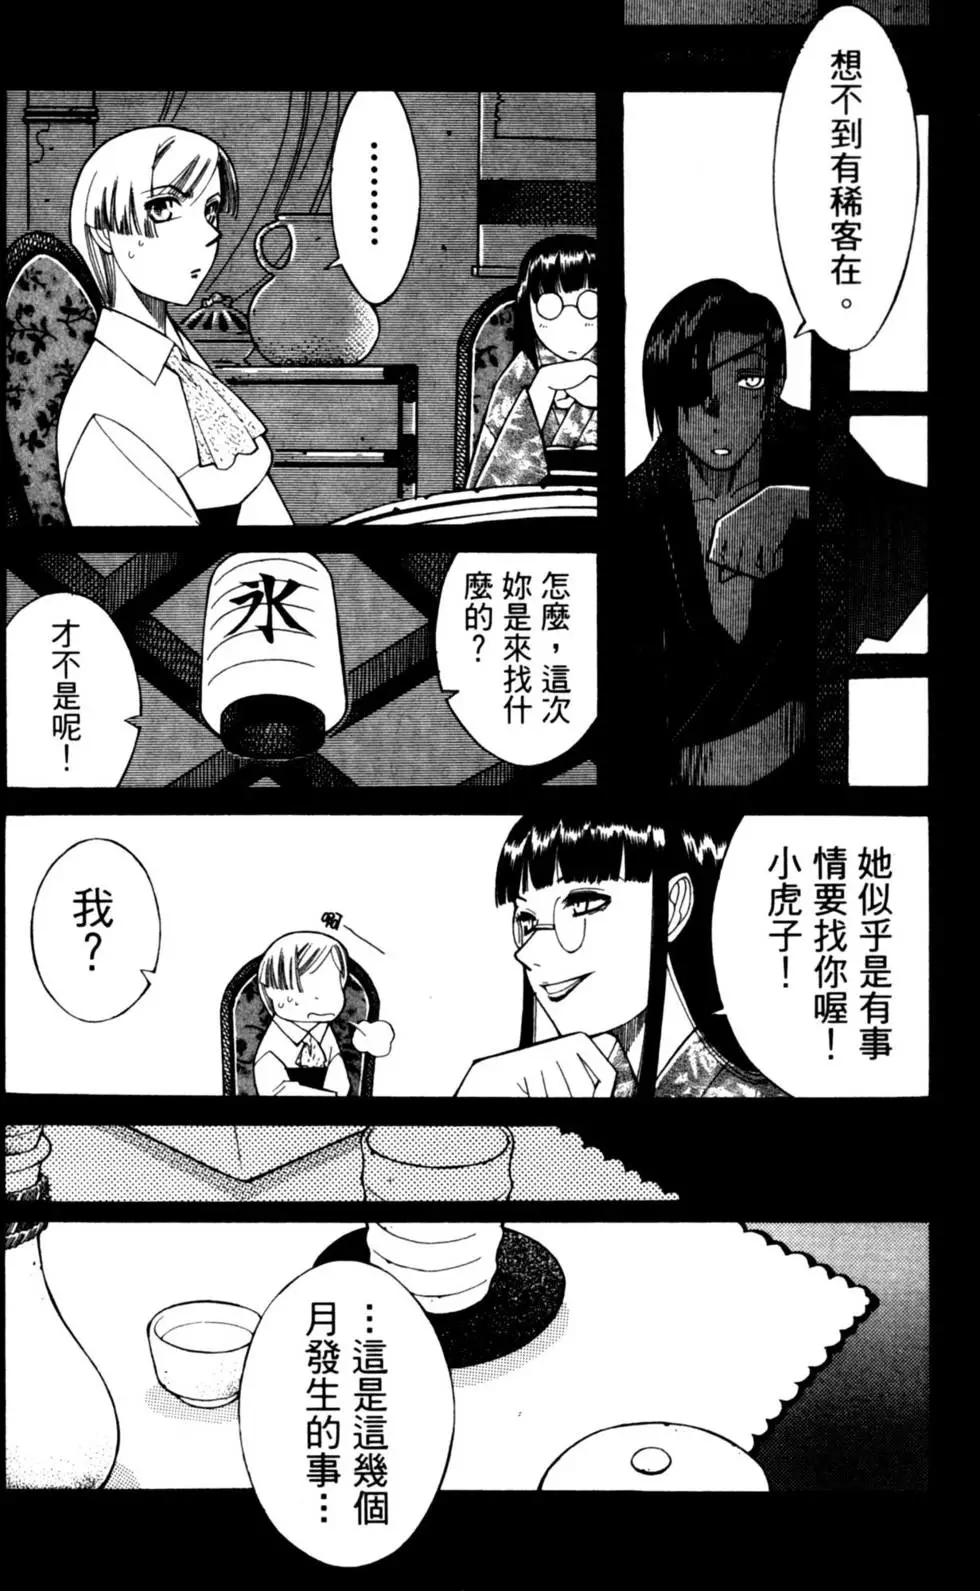 想不到有稀客在。
………
怎麼，這次
妳是來找什
麼的？
氷
才不是呢！
她似乎是有事
情要找你喔！
小虎子！
啊
我？
…這是這幾個
月發生的事…